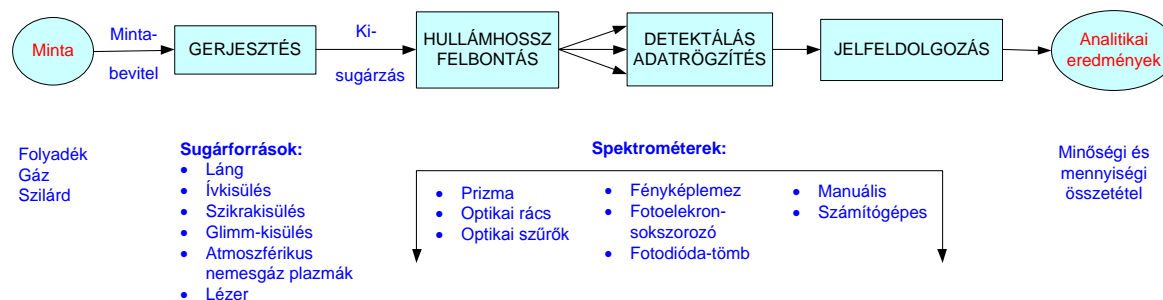 Minta
Minta-
bevitel
GERJESZTÉS
Ki-
sugárzás
HULLÁMHOSSZ
FELBONTÁS
DETEKTÁLÁS
ADATRÖGZÍTÉS
JELFELDOLGOZÁS
Analitikai
eredmények
Folyadék
Gáz
Szilárd
Sugárforrások:
• Láng
• Ívkisülés
• Szikrakisülés
• Glimm-kisülés
• Atmoszférikus
nemesgáz plazmák
• Lézer
Spektrométerek:
• Prizma
• Optikai rács
• Optikai szűrők
• Fényképlemez
• Fotoelekron-
sokszorozó
• Fotodióda-tömb
• Manuális
• Számítógépes
Minőségi és
mennyiségi
összetétel